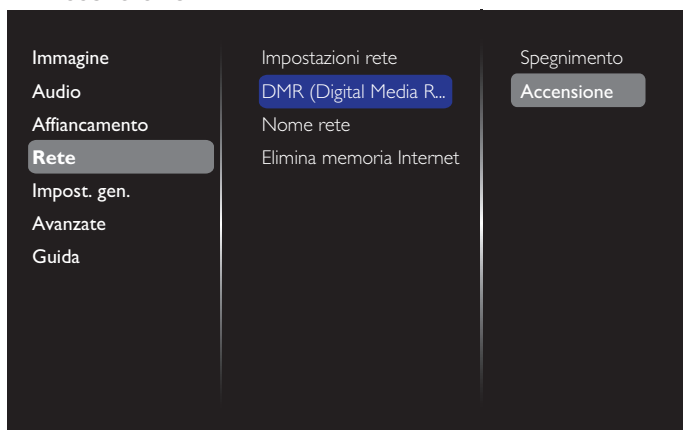 Immagine
Audio
Affiancamento
Rete
Impost. gen.
Avanzate
Guida
Impostazioni rete
DMR (Digital Media R...
Nome rete
Elimina memoria Internet
Spegnimento
Accensione